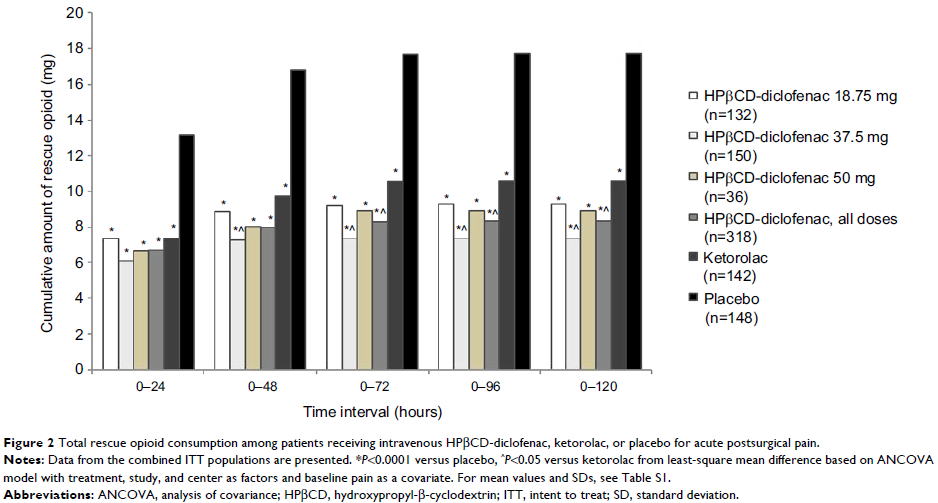 20
18
16
14
12
10
8
6
4
2
0
Cumulative amount of rescue opioid (mg)
* * * * *
* *^ * * *
* *^ * *^ *
* *^ * *^ *
* *^ * *^ *
0–24 0–48 0–72 0–96 0–120
Time interval (hours)
HPβCD-diclofenac 18.75 mg
(n=132)
HPβCD-diclofenac 37.5 mg
(n=150)
HPβCD-diclofenac 50 mg
(n=36)
HPβCD-diclofenac, all doses
(n=318)
Ketorolac
(n=142)
Placebo
(n=148)
Figure 2 Total rescue opioid consumption among patients receiving intravenous HPβCD-diclofenac, ketorolac, or placebo for acute postsurgical pain.
Notes: Data from the combined ITT populations are presented. *P<0.0001 versus placebo, ^P<0.05 versus ketorolac from least-square mean difference based on ANCOVA
model with treatment, study, and center as factors and baseline pain as a covariate. For mean values and SDs, see Table S1.
Abbreviations: ANCOVA, analysis of covariance; HPβCD, hydroxypropyl-β-cyclodextrin; ITT, intent to treat; SD, standard deviation.